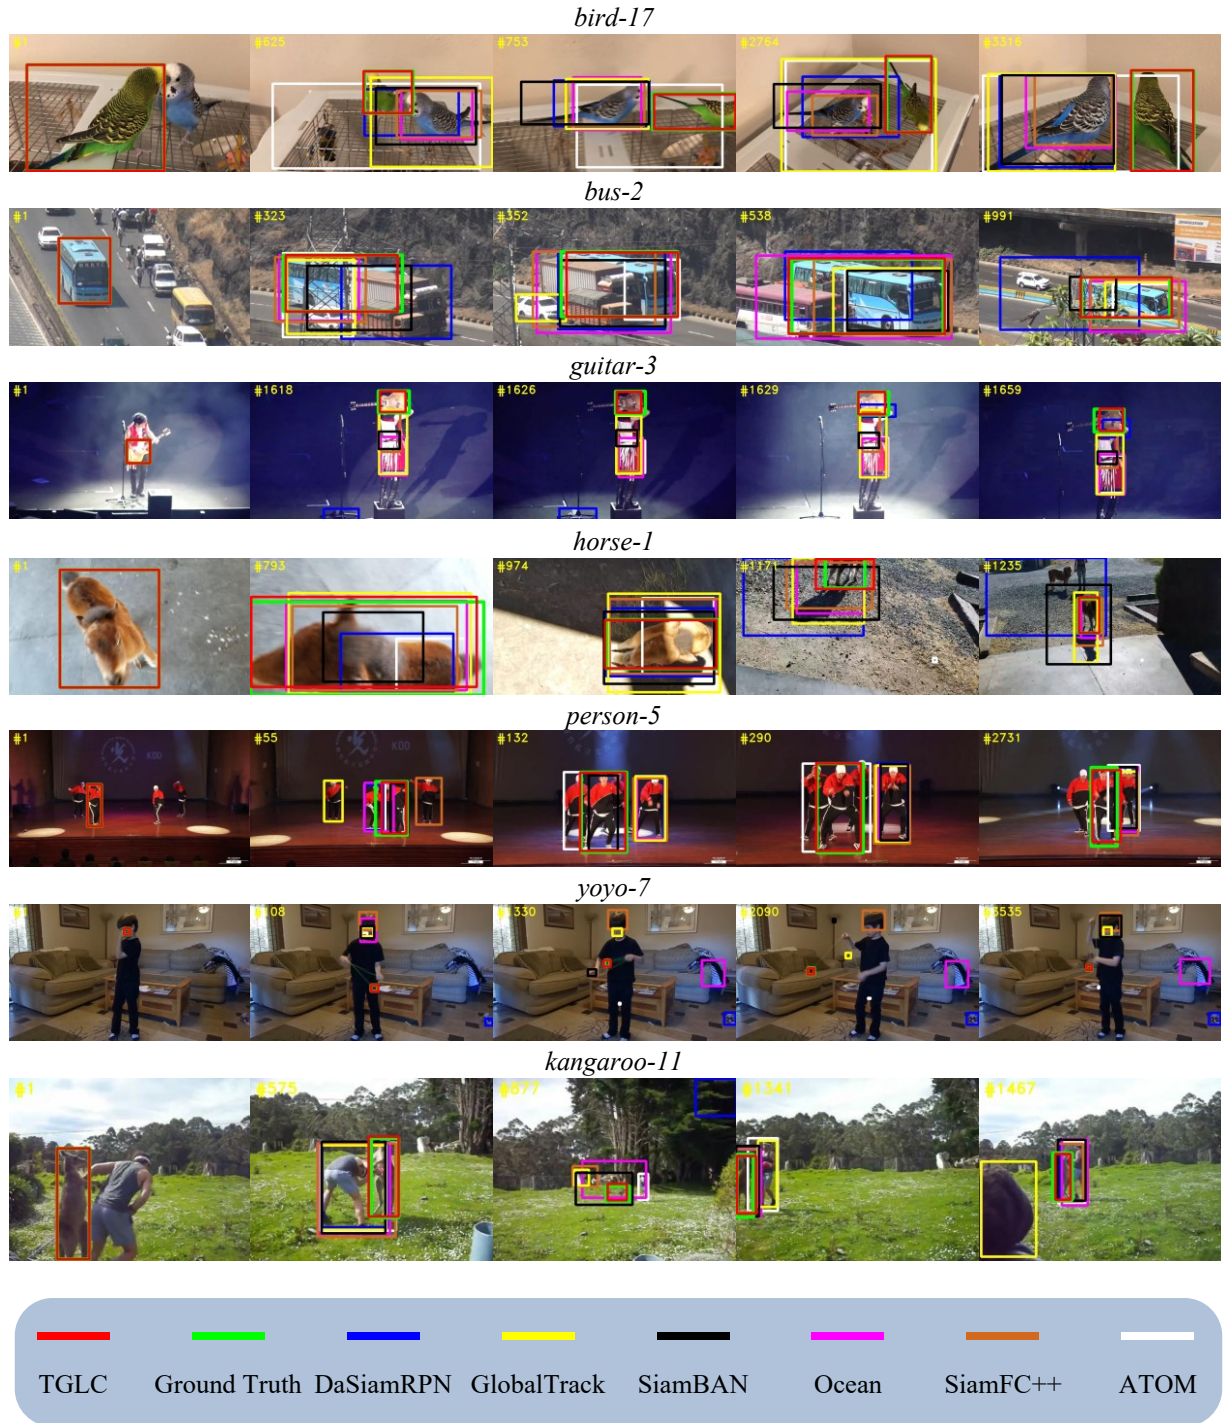 bird-17
#1 #625 #753 #2764 #3316
bus-2
#1 #323 #352 #538 #991
guitar-3
#1 #1618 #1626 #1629 #1659
horse-1
#1 #793 #974 #1171 #1235
person-5
#1 #55 #132 #290 #2731
KDD KDD
yoyo-7
#1 #108 #1330 #2090 #3535
kangaroo-11
#1 #575 #877 #1341 #1467
TGLC Ground Truth DaSiamRPN GlobalTrack SiamBAN Ocean SiamFC++ ATOM